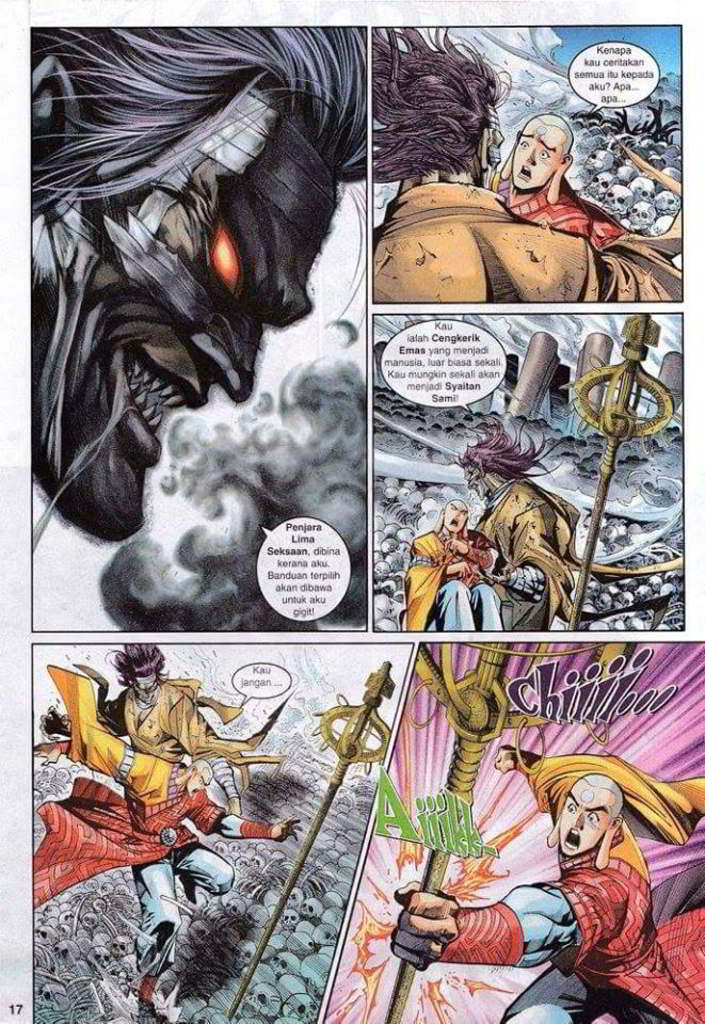 Penjara
Lima
Seksaan, dibina
kerana aku.
Banduan terpilih
akan dibawa
untuk aku
gigit!
Kenapa
kau ceritakan
semua itu kepada
aku? Apa...
apa...
Kau
ialah Cengkerik
Emas yang menjadi
manusia, luar biasa sekali.
Kau mungkin sekali akan
menjadi Syaitan
Sami!
Kau
jangan ...
Chiiiii...
Aiiikk...
17